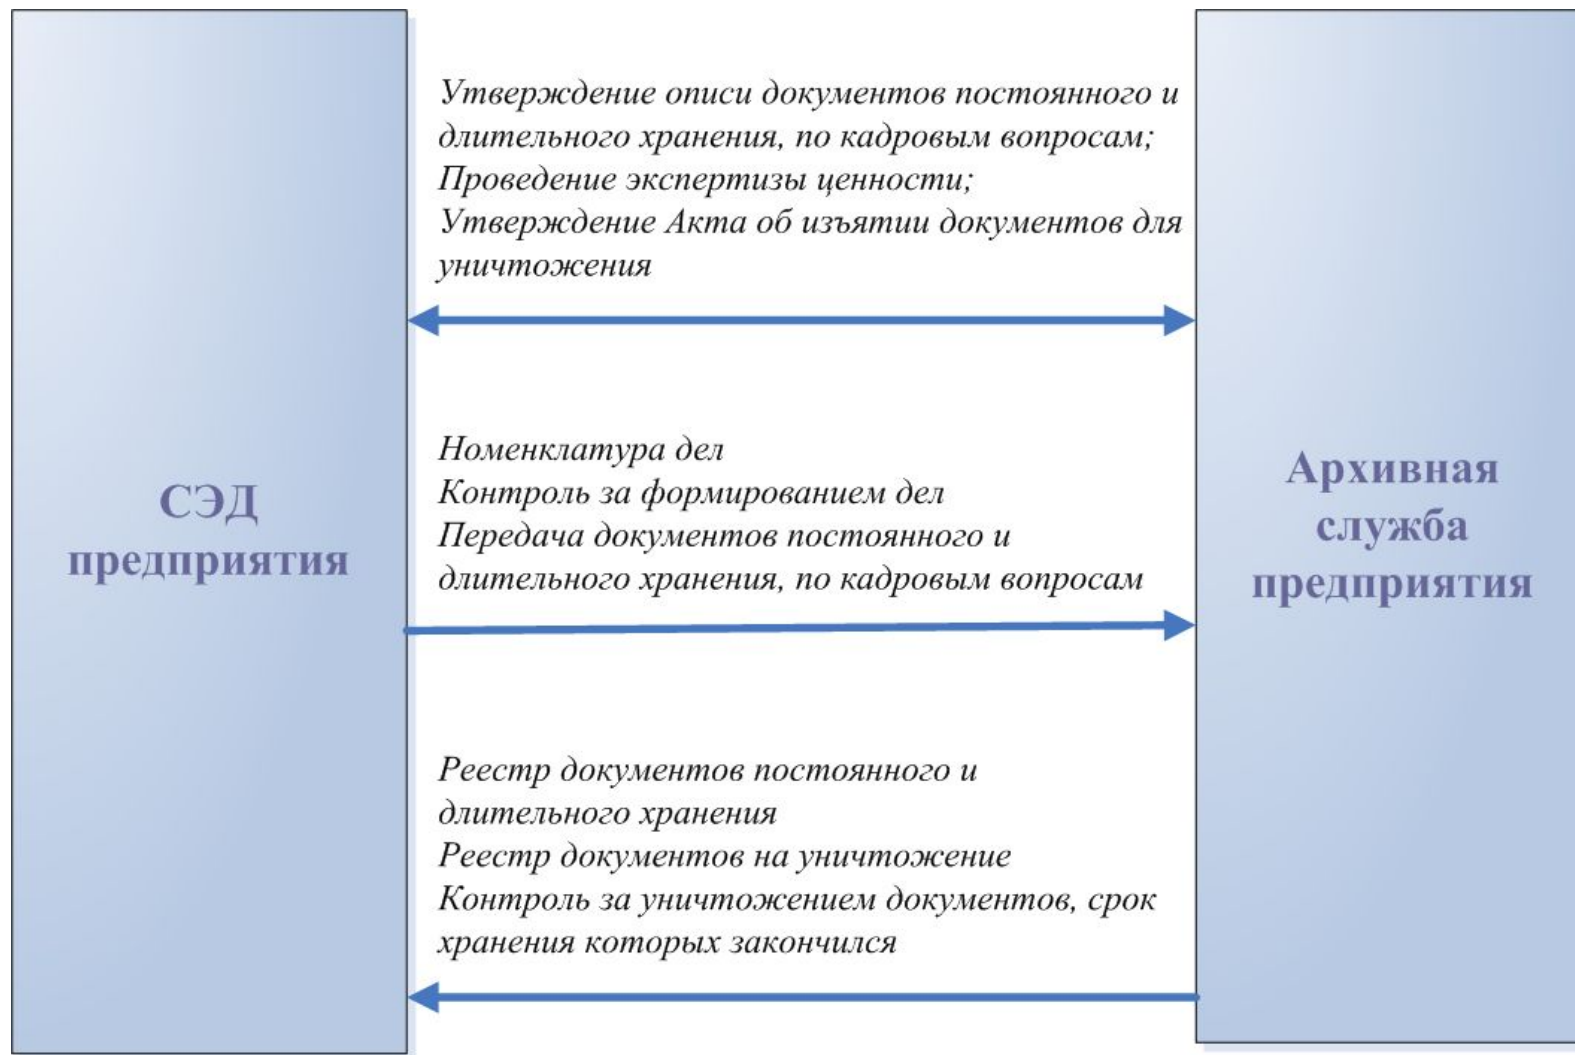 СЭД
предприятия
Утверждение описи документов постоянного и
длительного хранения, по кадровым вопросам;
Проведение экспертизы ценности;
Утверждение Акта об изъятии документов для
уничтожения
Номенклатура дел
Контроль за формированием дел
Передача документов постоянного и
длительного хранения, по кадровым вопросам
Реестр документов постоянного и
длительного хранения
Реестр документов на уничтожение
Контроль за уничтожением документов, срок
хранения которых закончился
Архивная
служба
предприятия